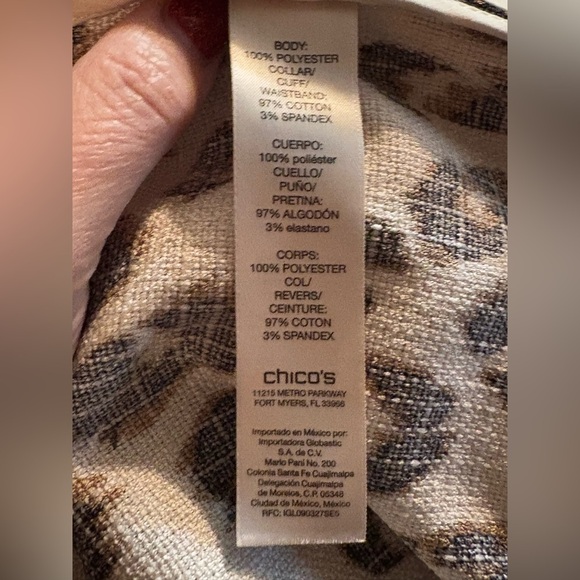 BODY:
100% POLYESTER
COLLAR/
CUFF/
WAISTBAND:
97% COTTON
3% SPANDEX
CUERPO:
100% poliéster
CUELLO/
PUÑO/
PRETINA:
97% ALGODÓN
3% elastano
CORPS:
100% POLYESTER
COL/
REVERS/
CEINTURE:
97% COTON
3% SPANDEX
chico's
11215 METRO PARKWAY
FORT MYERS, FL 33966
Importado en México por:
Importadora Globastic
S.A. de C.V.
Mario Pani No. 200
Colonia Santa Fe Cuajimalpa
Delegación Cuajimalpa
de Morelos, C.P. 05348
Ciudad de México, México
RFC: IGL090327SE5